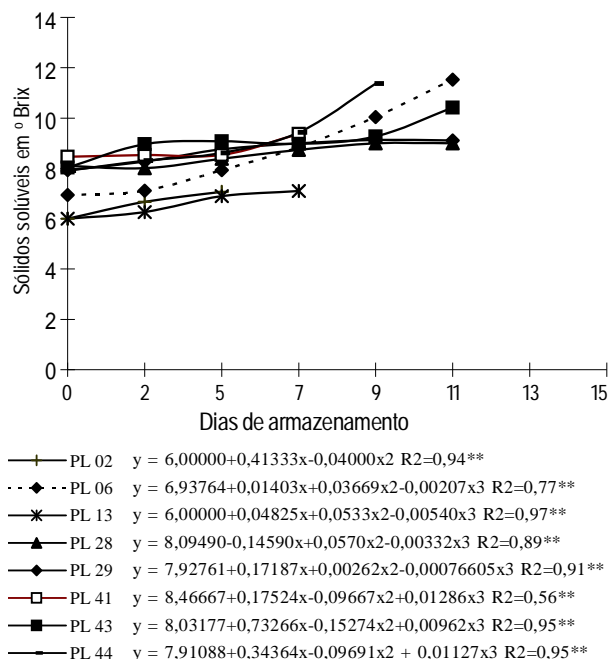 14
12
10
8
6
4
2
0
Sólidos solúveis em º Brix
0 2 5 7 9 11 13 15
Dias de armazenamento
PL 02 y = 6,00000+0,41333x-0,04000x2 R2=0,94**
PL 06 y = 6,93764+0,01403x+0,03669x2-0,00207x3 R2=0,77**
PL 13 y = 6,00000+0,04825x+0,0533x2-0,00540x3 R2=0,97**
PL 28 y = 8,09490-0,14590x+0,0570x2-0,00332x3 R2=0,89**
PL 29 y = 7,92761+0,17187x+0,00262x2-0,00076605x3 R2=0,91**
PL 41 y = 8,46667+0,17524x-0,09667x2+0,01286x3 R2=0,56**
PL 43 y = 8,03177+0,73266x-0,15274x2+0,00962x3 R2=0,95**
PL 44 y = 7,91088+0,34364x-0,09691x2 + 0,01127x3 R2=0,95**